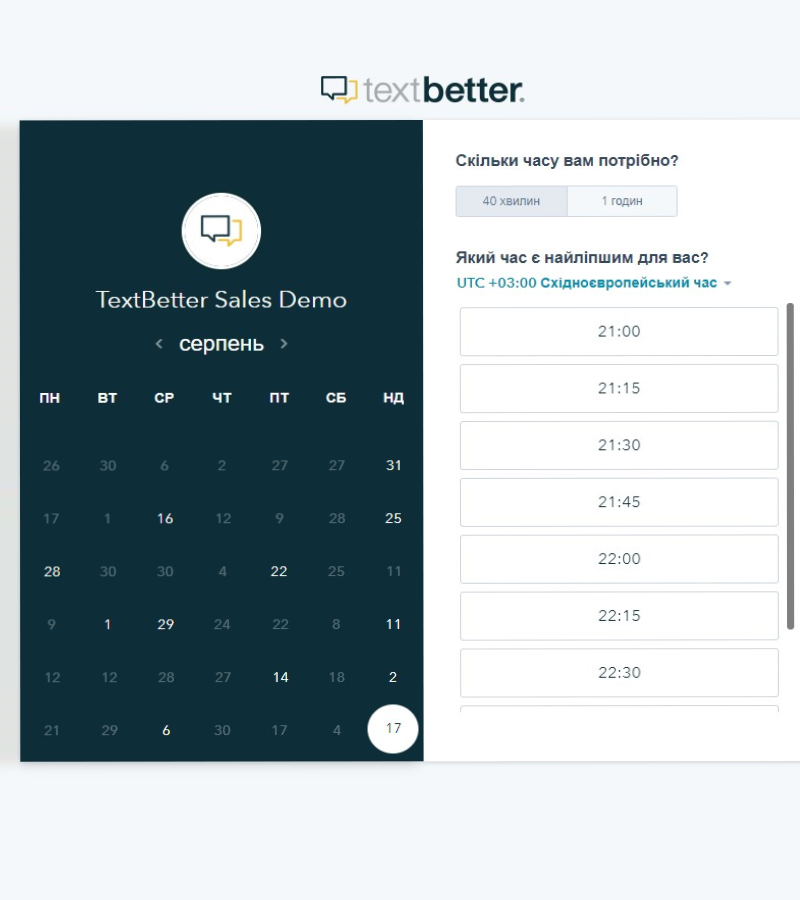 textbetter.
TextBetter Sales Demo
< серпень >
ПН ВТ СР ЧТ ПТ СБ НД
26 30 6 2 27 27 31
17 1 16 12 9 28 25
28 30 30 4 22 25 11
9 1 29 24 22 8 11
12 12 28 27 14 18 2
21 29 6 30 17 4 17
Скільки часу вам потрібно?
40 хвилин 1 годин
Який час є найліпшим для вас?
UTC +03:00 Східноєвропейський час
21:00
21:15
21:30
21:45
22:00
22:15
22:30